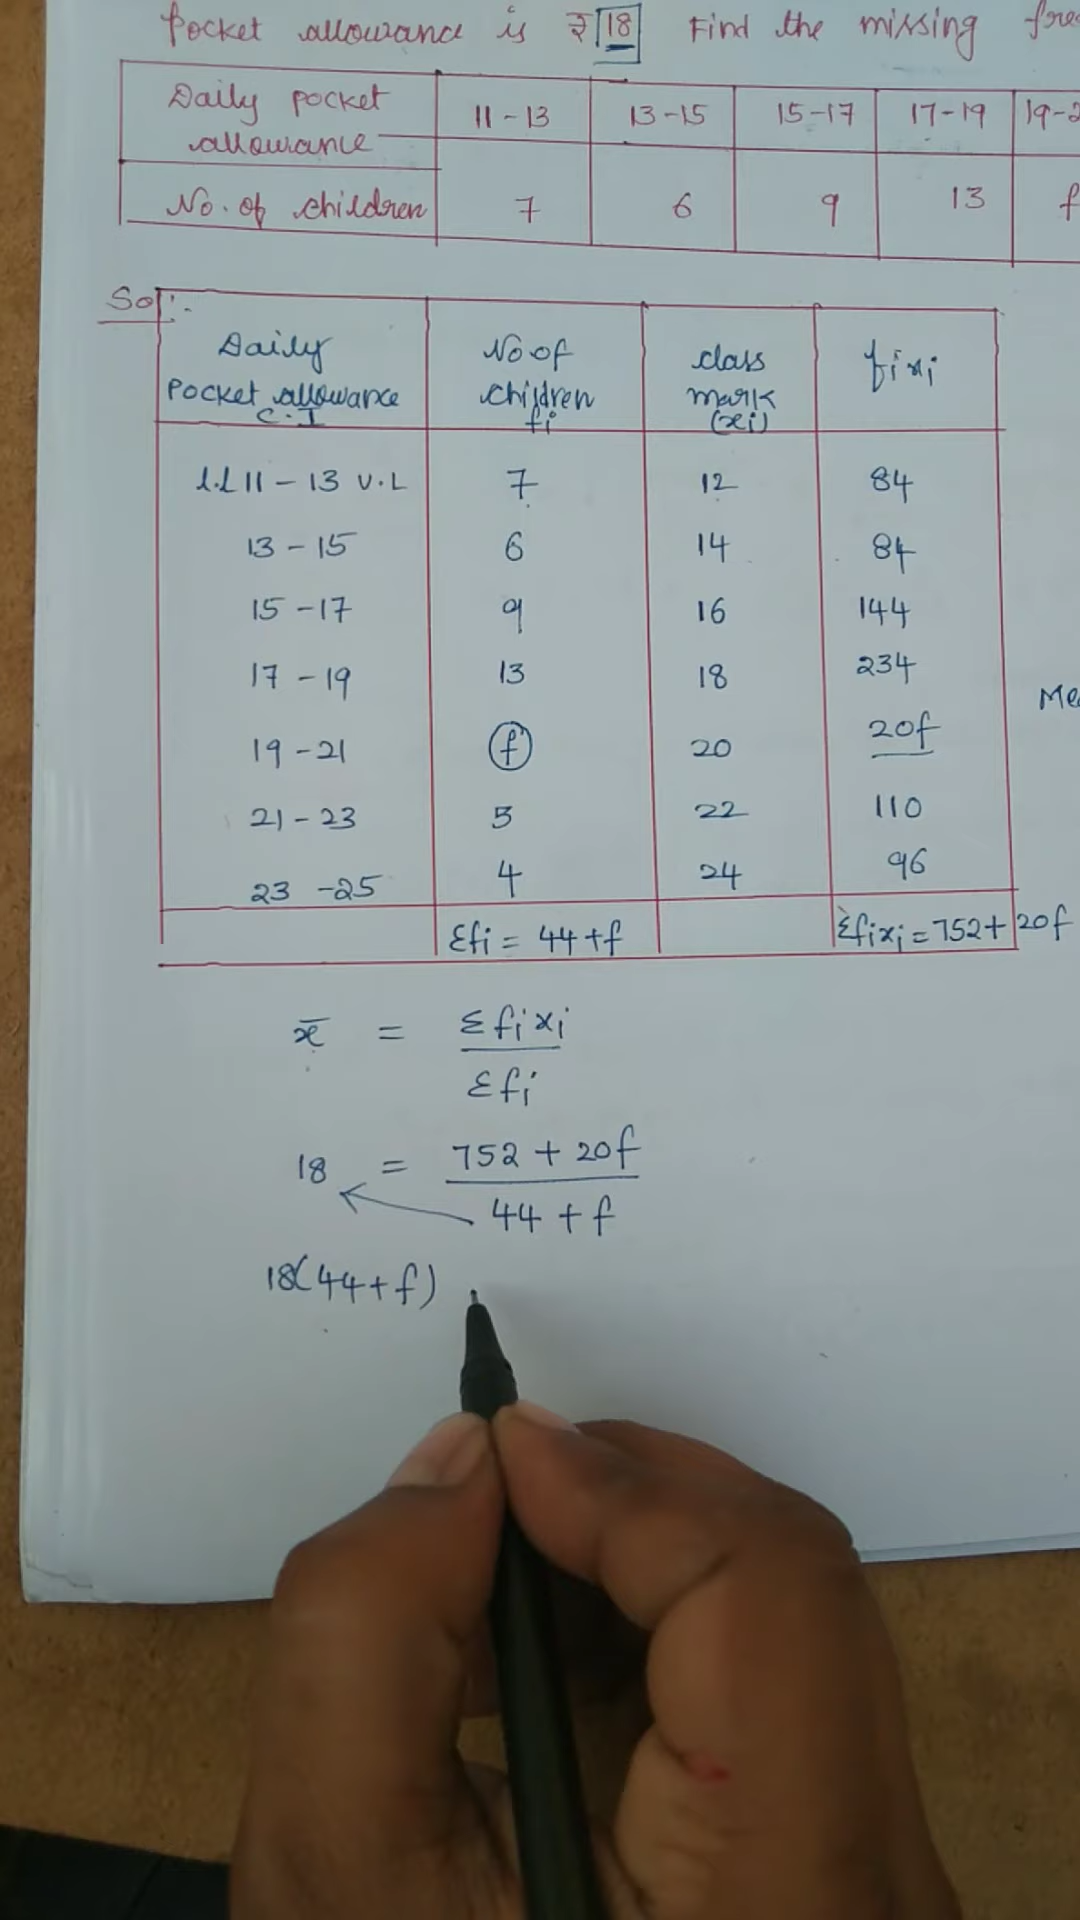 Pocket allowance is ₹ 18 Find the missing
Daily pocket allowance 11-13 13-15 15-17 17-19
No. of children 7 6 9 13 f
Sol:-
Daily Pocket allowance C.I No of children fi class mark (xi) fixi
L.L 11 - 13 U.L 7 12 84
13 - 15 6 14 84
15 - 17 9 16 144
17 - 19 13 18 234
19 - 21 f 20 20f
21 - 23 5 22 110
23 - 25 4 24 96
Σfi = 44 + f Σfixi = 752 + 20f
x̄ = Σfixi / Σfi
18 = 752 + 20f / 44 + f
18(44 + f)